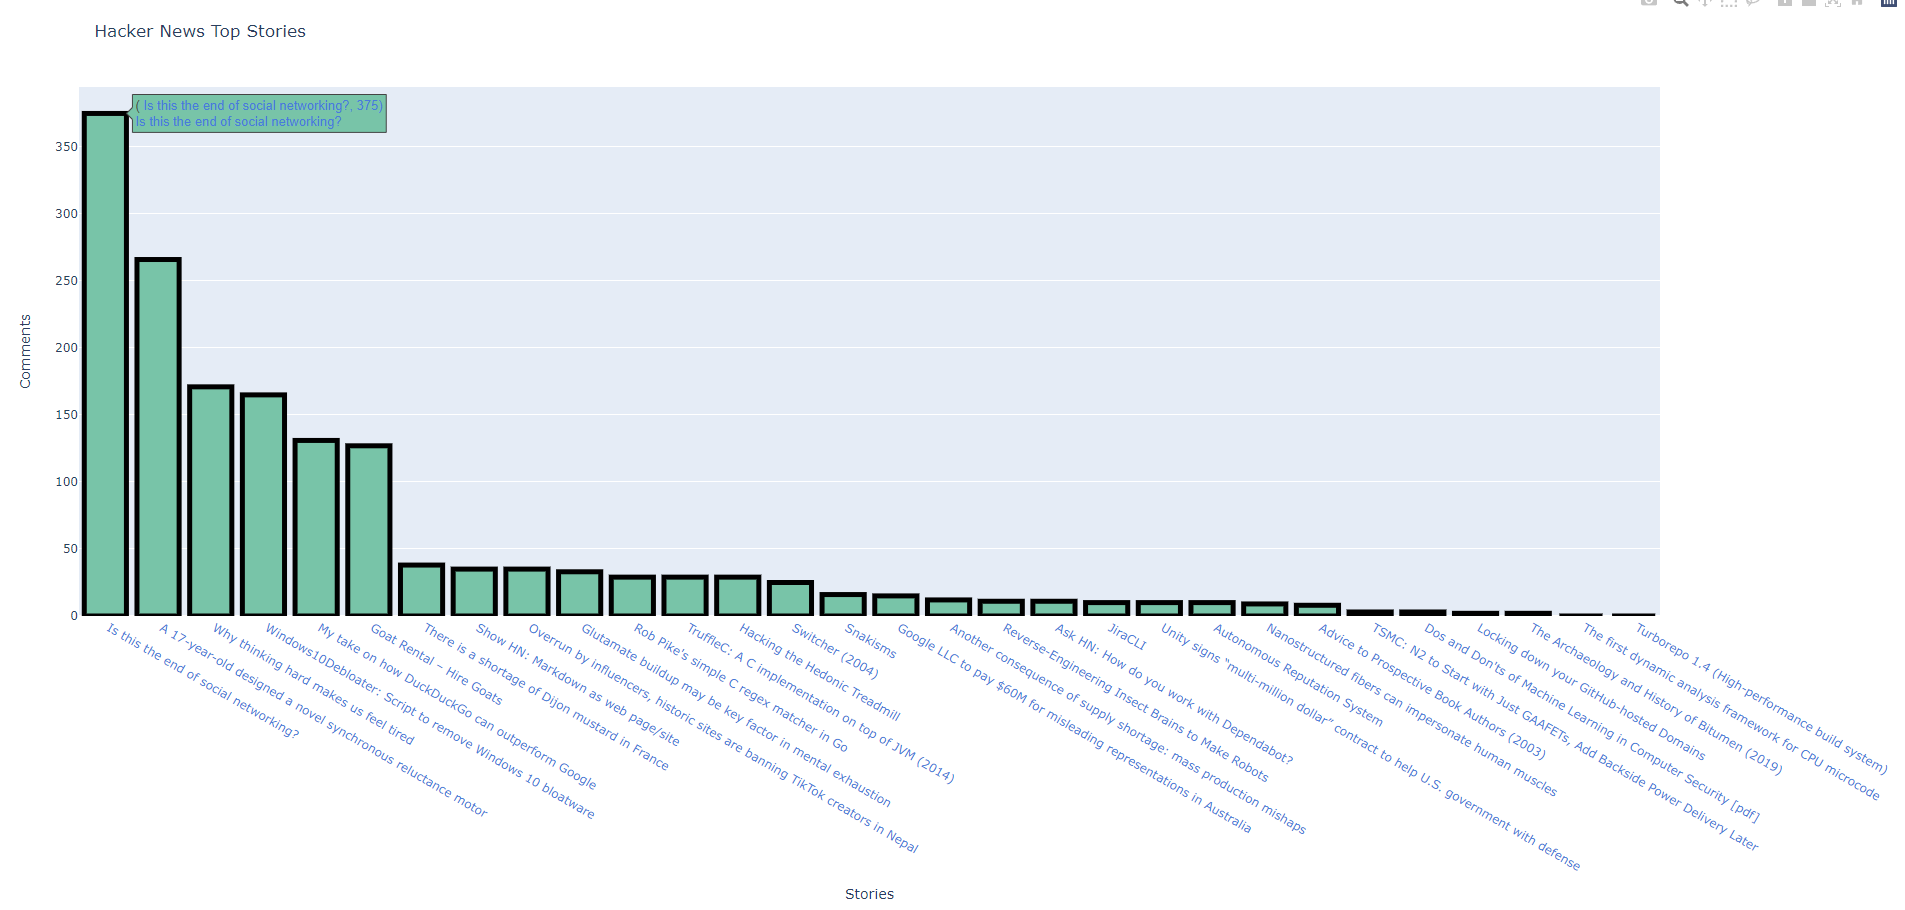 Hacker News Top Stories
( Is this the end of social networking?, 375)
Is this the end of social networking?
350
300
250
200
150
100
50
0
Comments
Is this the end of social networking?
A 17-year-old designed a novel synchronous reluctance motor
Why thinking hard makes us feel tired
Windows10Debloater: Script to remove Windows 10 bloatware
My take on how DuckDuckGo can outperform Google
Goat Rental – Hire Goats
There is a shortage of Dijon mustard in France
Show HN: Markdown as web page/site
Overrun by influencers, historic sites are banning TikTok creators in Nepal
Glutamate buildup may be key factor in mental exhaustion
Rob Pike's simple C regex matcher in Go
TruffleC: A C implementation on top of JVM (2014)
Hacking the Hedonic Treadmill
Switcher (2004)
Snakisms
Google LLC to pay $60M for misleading representations in Australia
Another consequence of supply shortage: mass production mishaps
Reverse-Engineering Insect Brains to Make Robots
Ask HN: How do you work with Dependabot?
JiraCLI
Unity signs “multi-million dollar” contract to help U.S. government with defense
Autonomous Reputation System
Nanostructured fibers can impersonate human muscles
Advice to Prospective Book Authors (2003)
TSMC: N2 to Start with Just GAAFETs, Add Backside Power Delivery Later
Dos and Don'ts of Machine Learning in Computer Security [pdf]
Locking down your GitHub-hosted Domains
The Archaeology and History of Bitumen (2019)
The first dynamic analysis framework for CPU microcode
Turborepo 1.4 (High-performance build system)
Stories